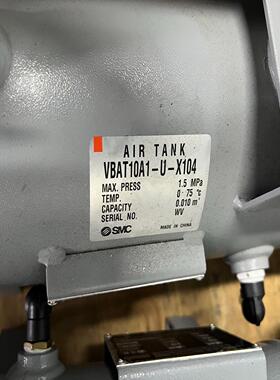 AIR TANK
VBAT10A1-U-X104
MAX. PRESS 1.5 MPa
TEMP. 0-75 ℃
CAPACITY 0.010 m³
SERIAL NO. WV
SMC
MADE IN CHINA